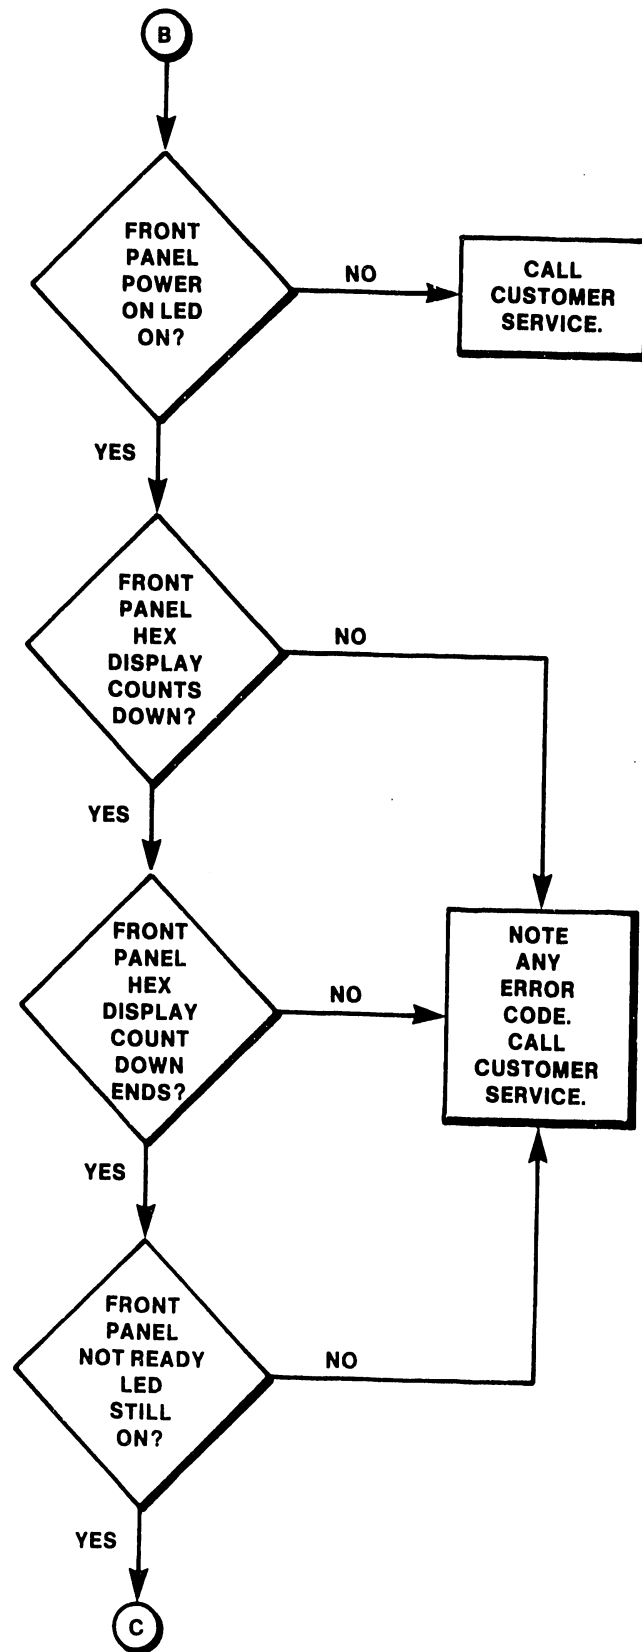 B
FRONT
PANEL
POWER
ON LED
ON?
NO
CALL
CUSTOMER
SERVICE.
YES
FRONT
PANEL
HEX
DISPLAY
COUNTS
DOWN?
NO
YES
FRONT
PANEL
HEX
DISPLAY
COUNT
DOWN
ENDS?
NO
NOTE
ANY
ERROR
CODE.
CALL
CUSTOMER
SERVICE.
YES
FRONT
PANEL
NOT READY
LED
STILL
ON?
NO
YES
C